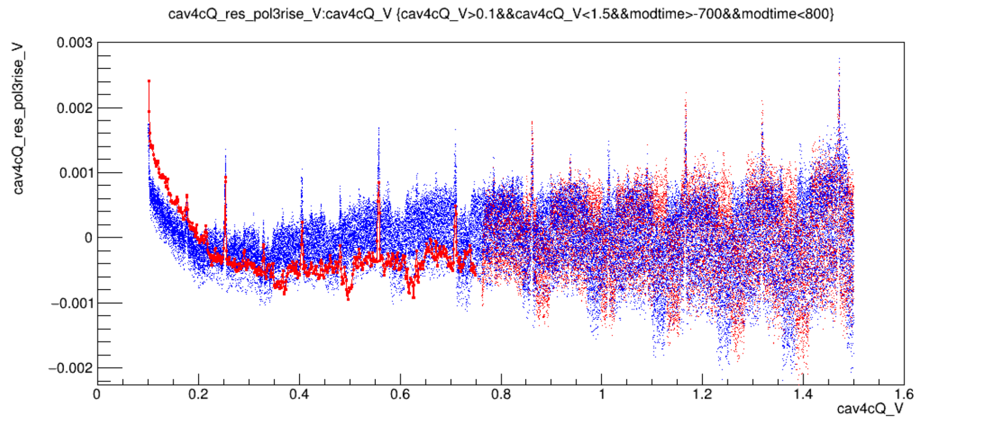 cav4cQ_res_pol3rise_V:cav4cQ_V {cav4cQ_V>0.1&&cav4cQ_V<1.5&&modtime>-700&&modtime<800}
cav4cQ_res_pol3rise_V
0.003
0.002
0.001
0
−0.001
−0.002
0 0.2 0.4 0.6 0.8 1 1.2 1.4 1.6
cav4cQ_V